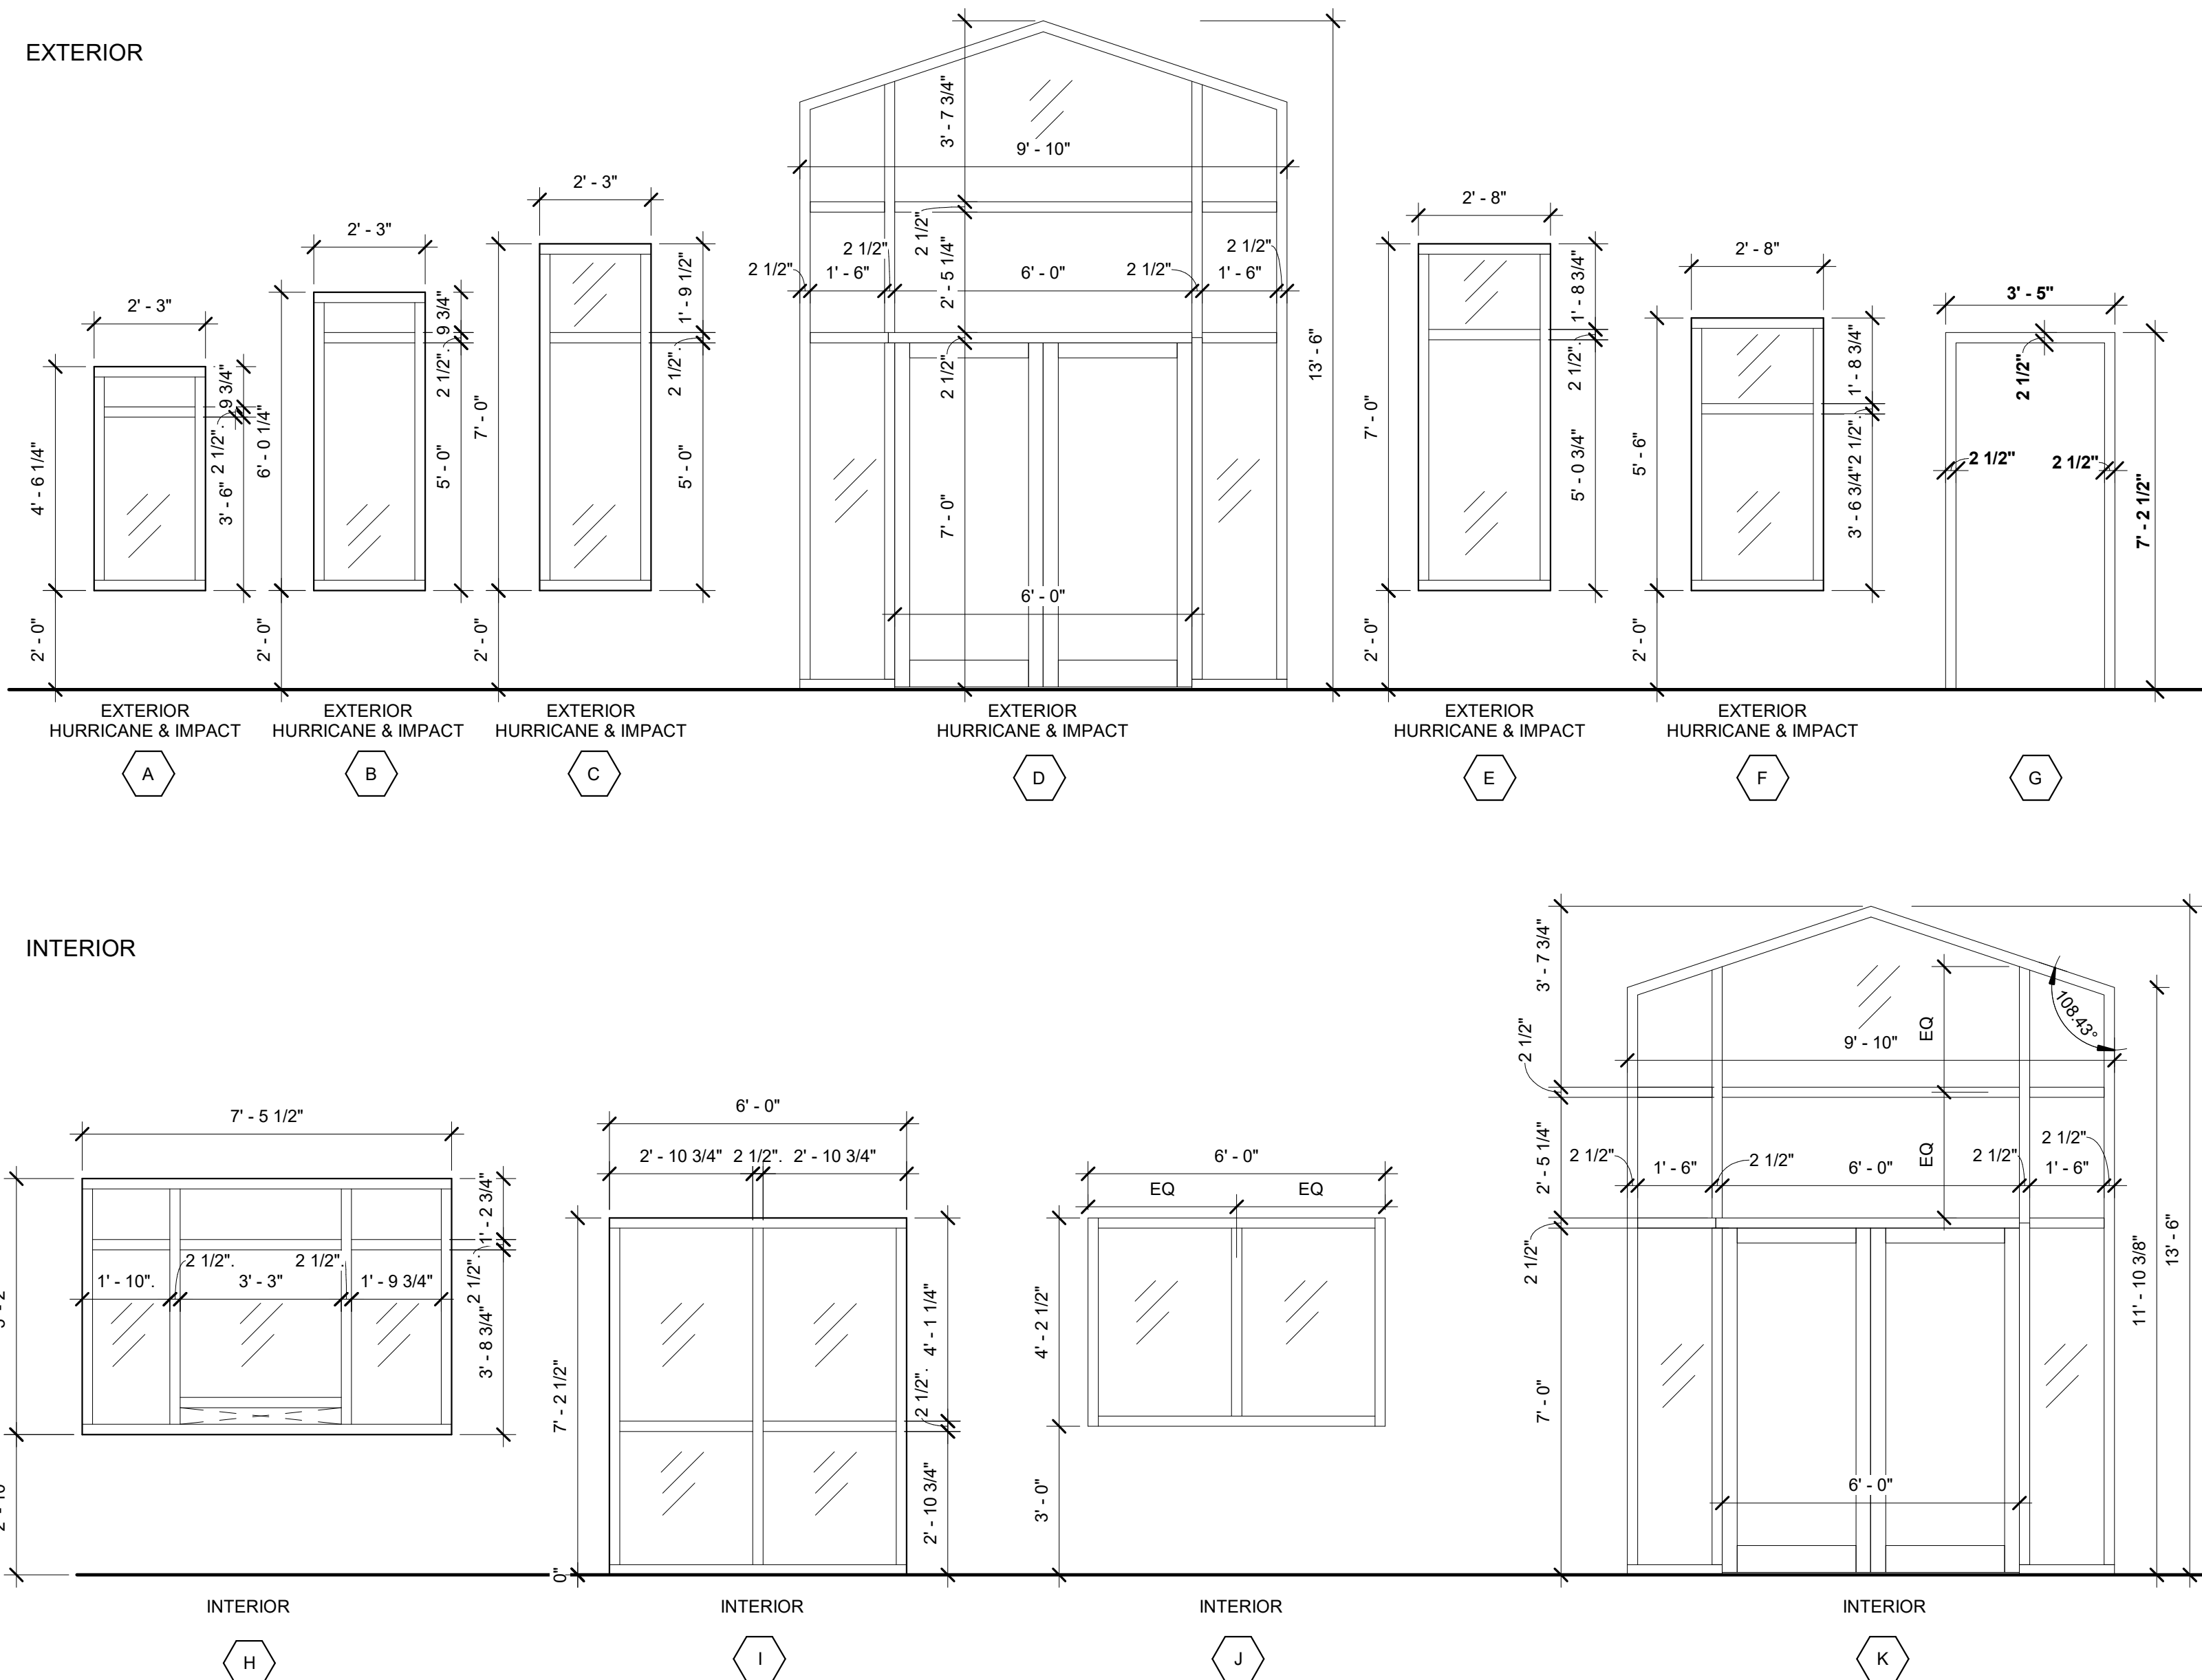 EXTERIOR
2' - 3"
4' - 6 1/4"
2' - 0"
9 3/4"
2 1/2".
3' - 6"
EXTERIOR
HURRICANE & IMPACT
A
2' - 3"
6' - 0 1/4"
2' - 0"
9 3/4"
2 1/2".
5' - 0"
EXTERIOR
HURRICANE & IMPACT
B
2' - 3"
7' - 0"
2' - 0"
1' - 9 1/2"
2 1/2".
5' - 0"
EXTERIOR
HURRICANE & IMPACT
C
3' - 7 3/4"
9' - 10"
2 1/2"
2' - 5 1/4"
2 1/2"
1' - 6"
2 1/2"
6' - 0"
2 1/2"
1' - 6"
2 1/2"
2 1/2"
7' - 0"
6' - 0"
13' - 6"
EXTERIOR
HURRICANE & IMPACT
D
2' - 8"
7' - 0"
2' - 0"
1' - 8 3/4"
2 1/2".
5' - 0 3/4"
EXTERIOR
HURRICANE & IMPACT
E
2' - 8"
5' - 6"
2' - 0"
1' - 8 3/4"
2 1/2".
3' - 6 3/4"
EXTERIOR
HURRICANE & IMPACT
F
3' - 5"
2 1/2"
2 1/2"
2 1/2"
7' - 2 1/2"
G
INTERIOR
7' - 5 1/2"
1' - 10".
2 1/2".
3' - 3"
2 1/2".
1' - 9 3/4"
1' - 2 3/4"
2 1/2".
3' - 8 3/4"
INTERIOR
H
6' - 0"
2' - 10 3/4"
2 1/2".
2' - 10 3/4"
7' - 2 1/2"
0"
4' - 1 1/4"
2 1/2".
2' - 10 3/4"
INTERIOR
I
6' - 0"
EQ
EQ
4' - 2 1/2"
3' - 0"
INTERIOR
J
3' - 7 3/4"
2 1/2"
2' - 5 1/4"
2 1/2"
7' - 0"
9' - 10"
EQ
EQ
108.43°
2 1/2"
1' - 6"
2 1/2"
6' - 0"
2 1/2"
1' - 6"
2 1/2"
6' - 0"
11' - 10 3/8"
13' - 6"
INTERIOR
K